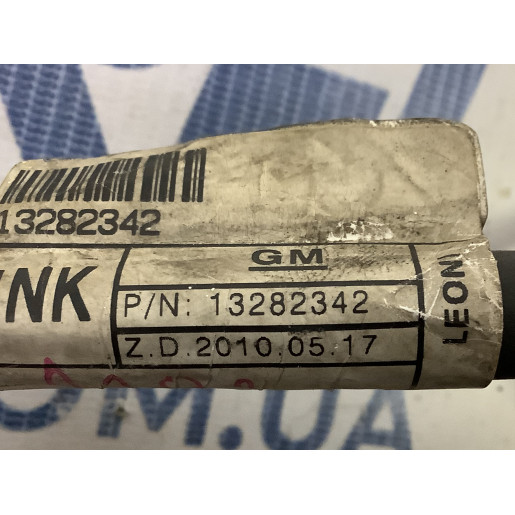 13282342
NK
GM
P/N: 13282342
Z.D.2010.05.17
LEON
OM.UA